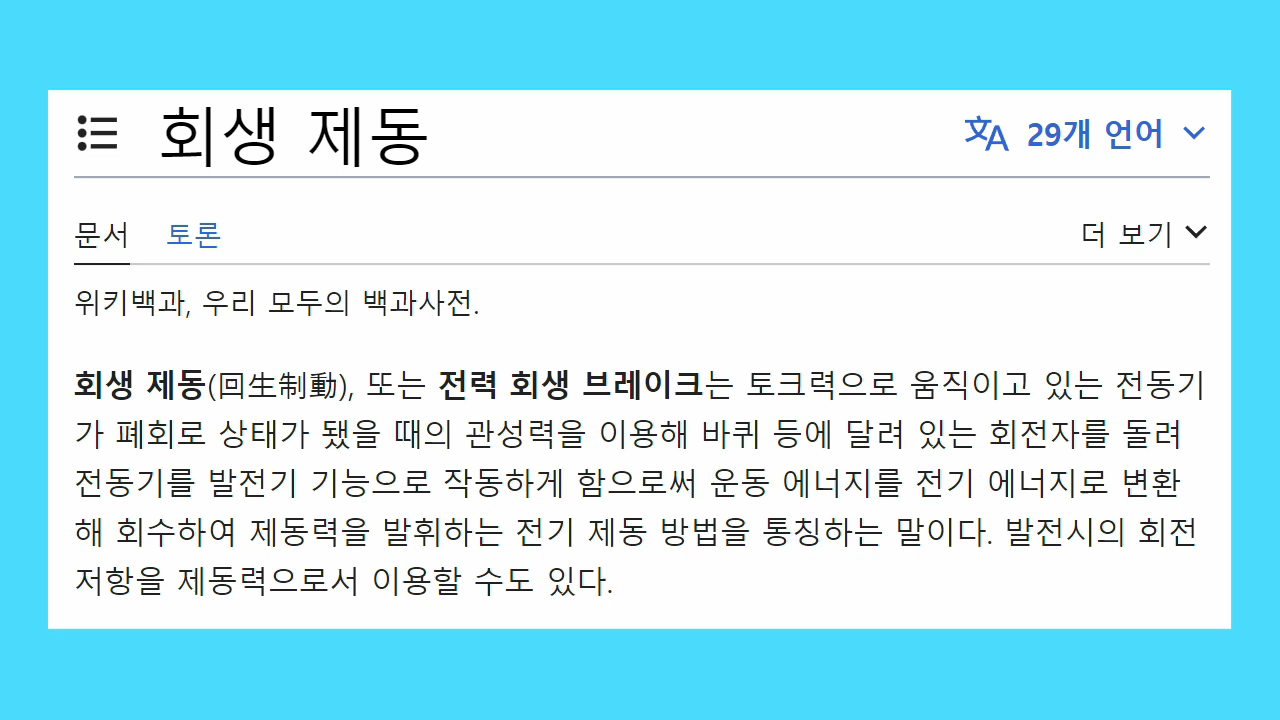 회생 제동
文A 29개 언어
문서 토론 더 보기
위키백과, 우리 모두의 백과사전.
회생 제동(回生制動), 또는 전력 회생 브레이크는 토크력으로 움직이고 있는 전동기
가 폐회로 상태가 됐을 때의 관성력을 이용해 바퀴 등에 달려 있는 회전자를 돌려
전동기를 발전기 기능으로 작동하게 함으로써 운동 에너지를 전기 에너지로 변환
해 회수하여 제동력을 발휘하는 전기 제동 방법을 통칭하는 말이다. 발전시의 회전
저항을 제동력으로서 이용할 수도 있다.